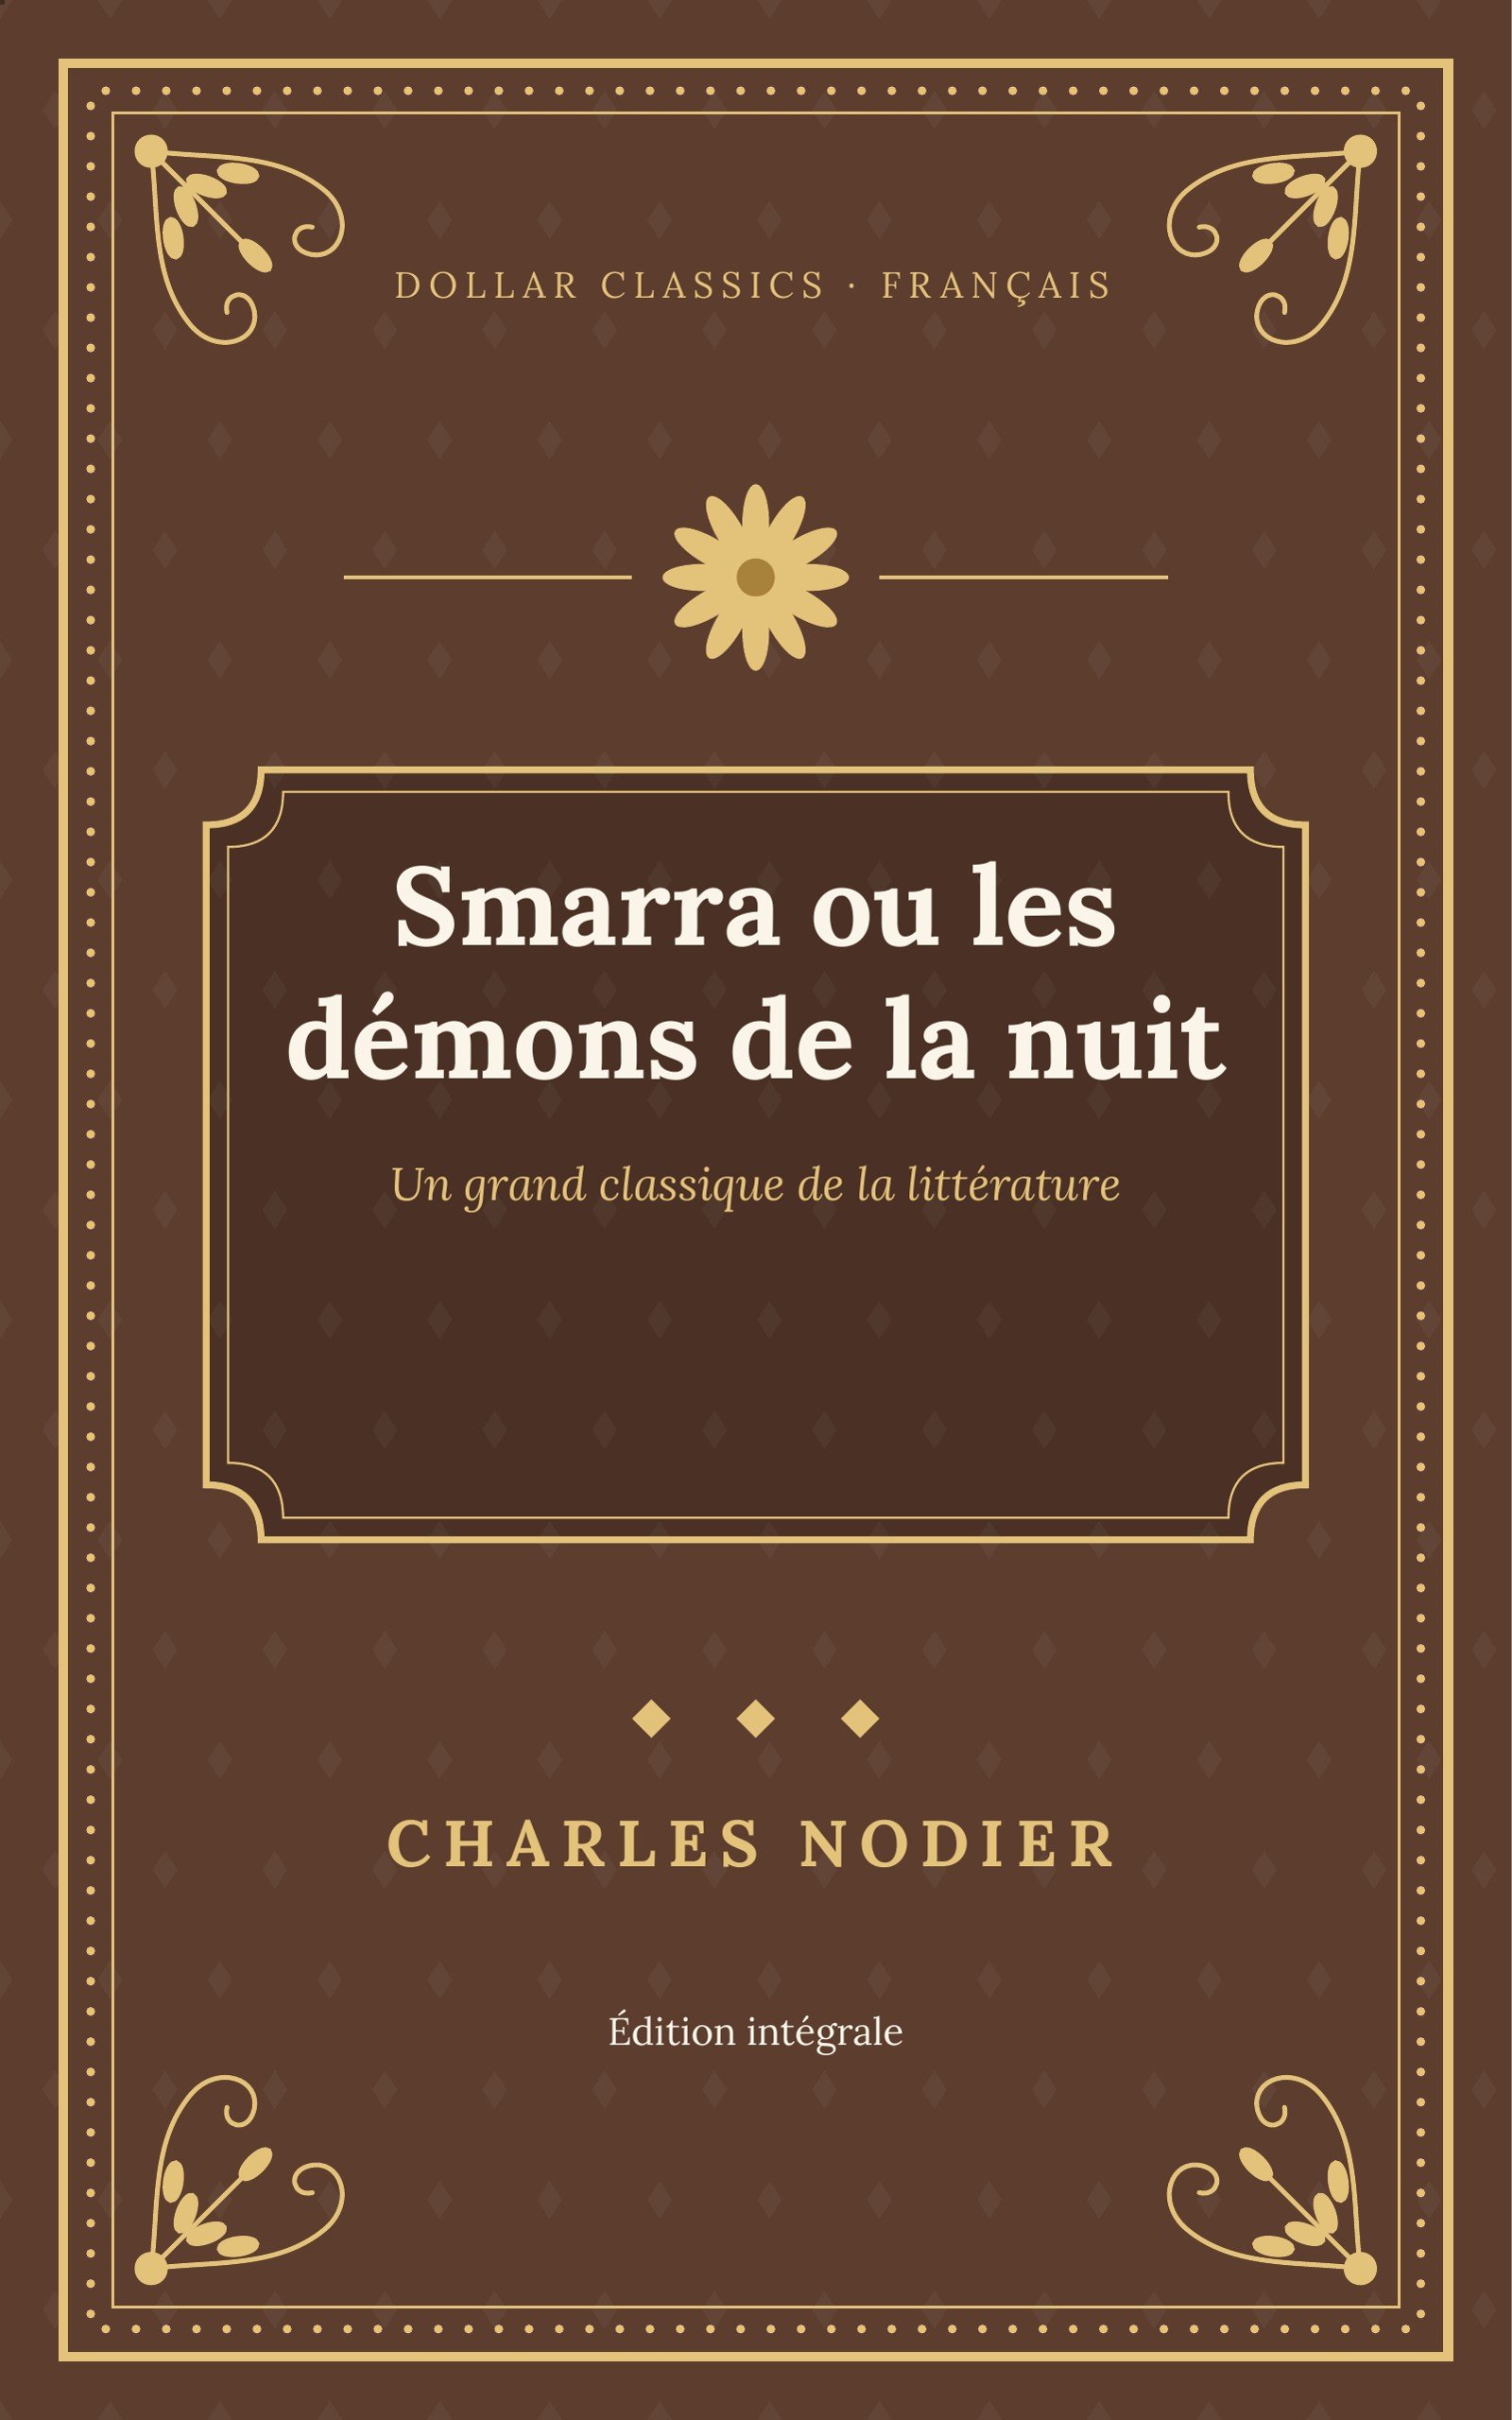 DOLLAR CLASSICS · FRANÇAIS
Smarra ou les
démons de la nuit
Un grand classique de la littérature
CHARLES NODIER
Édition intégrale